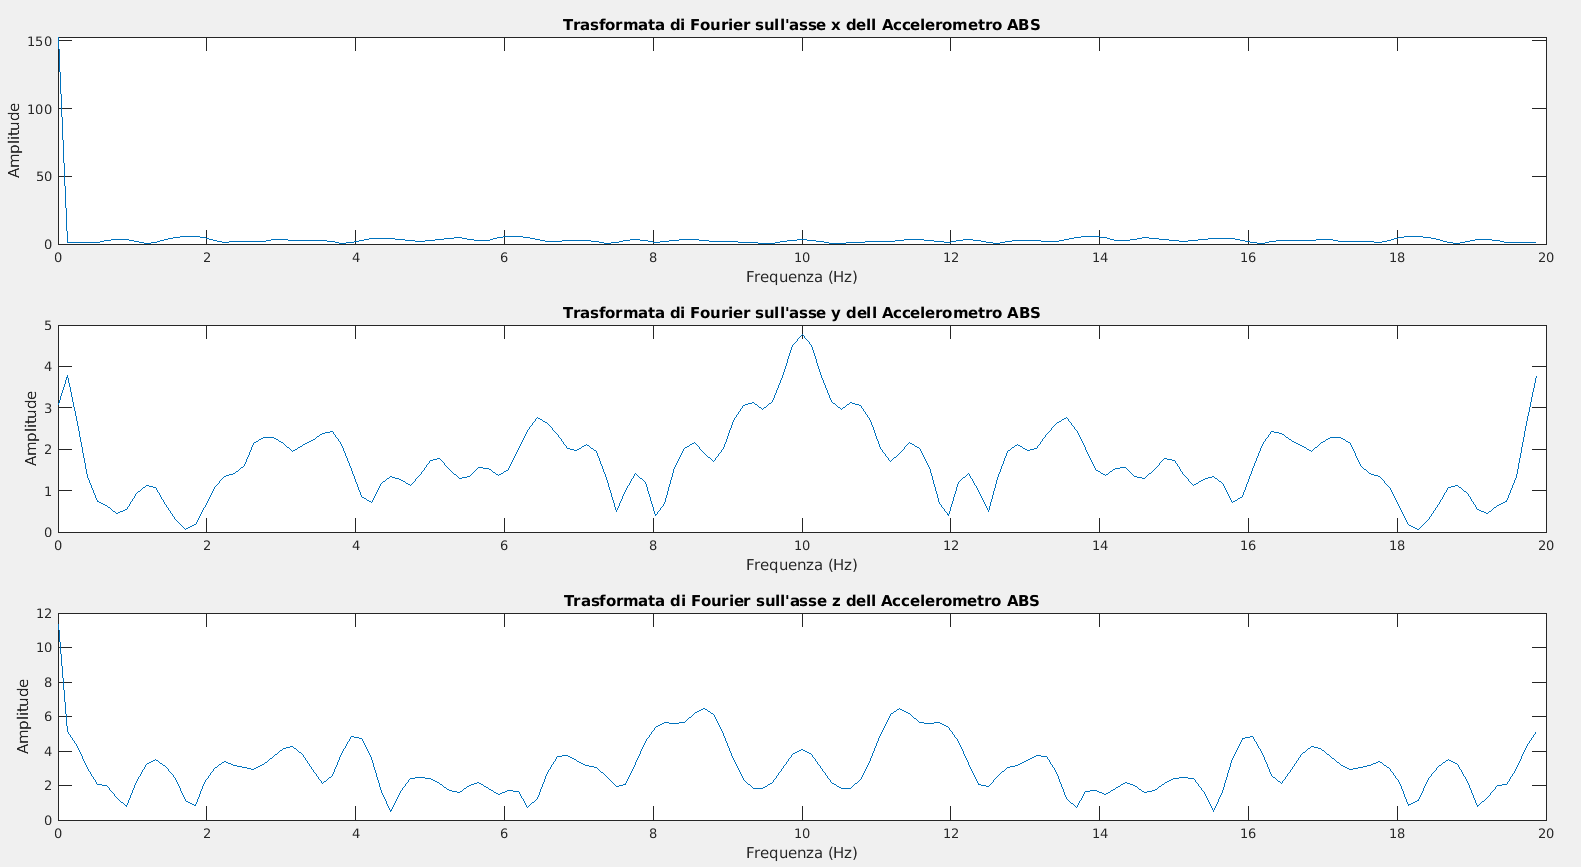 Trasformata di Fourier sull'asse x dell Accelerometro ABS
150
100
50
0
Amplitude
0 2 4 6 8 10 12 14 16 18 20
Frequenza (Hz)
Trasformata di Fourier sull'asse y dell Accelerometro ABS
5
4
3
2
1
0
Amplitude
0 2 4 6 8 10 12 14 16 18 20
Frequenza (Hz)
Trasformata di Fourier sull'asse z dell Accelerometro ABS
12
10
8
6
4
2
0
Amplitude
0 2 4 6 8 10 12 14 16 18 20
Frequenza (Hz)